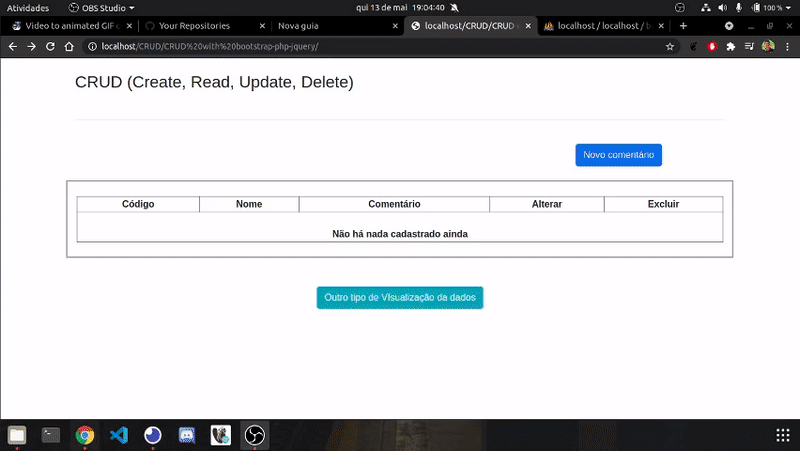 Atividades OBS Studio qui 13 de mai 19:04:40 100 %
Video to animated GIF c Your Repositories Nova guia localhost/CRUD/CRUD localhost / localhost / b
localhost/CRUD/CRUD%20with%20bootstrap-php-jquery/
CRUD (Create, Read, Update, Delete)
Novo comentário
Código Nome Comentário Alterar Excluir
Não há nada cadastrado ainda
Outro tipo de Visualização da dados